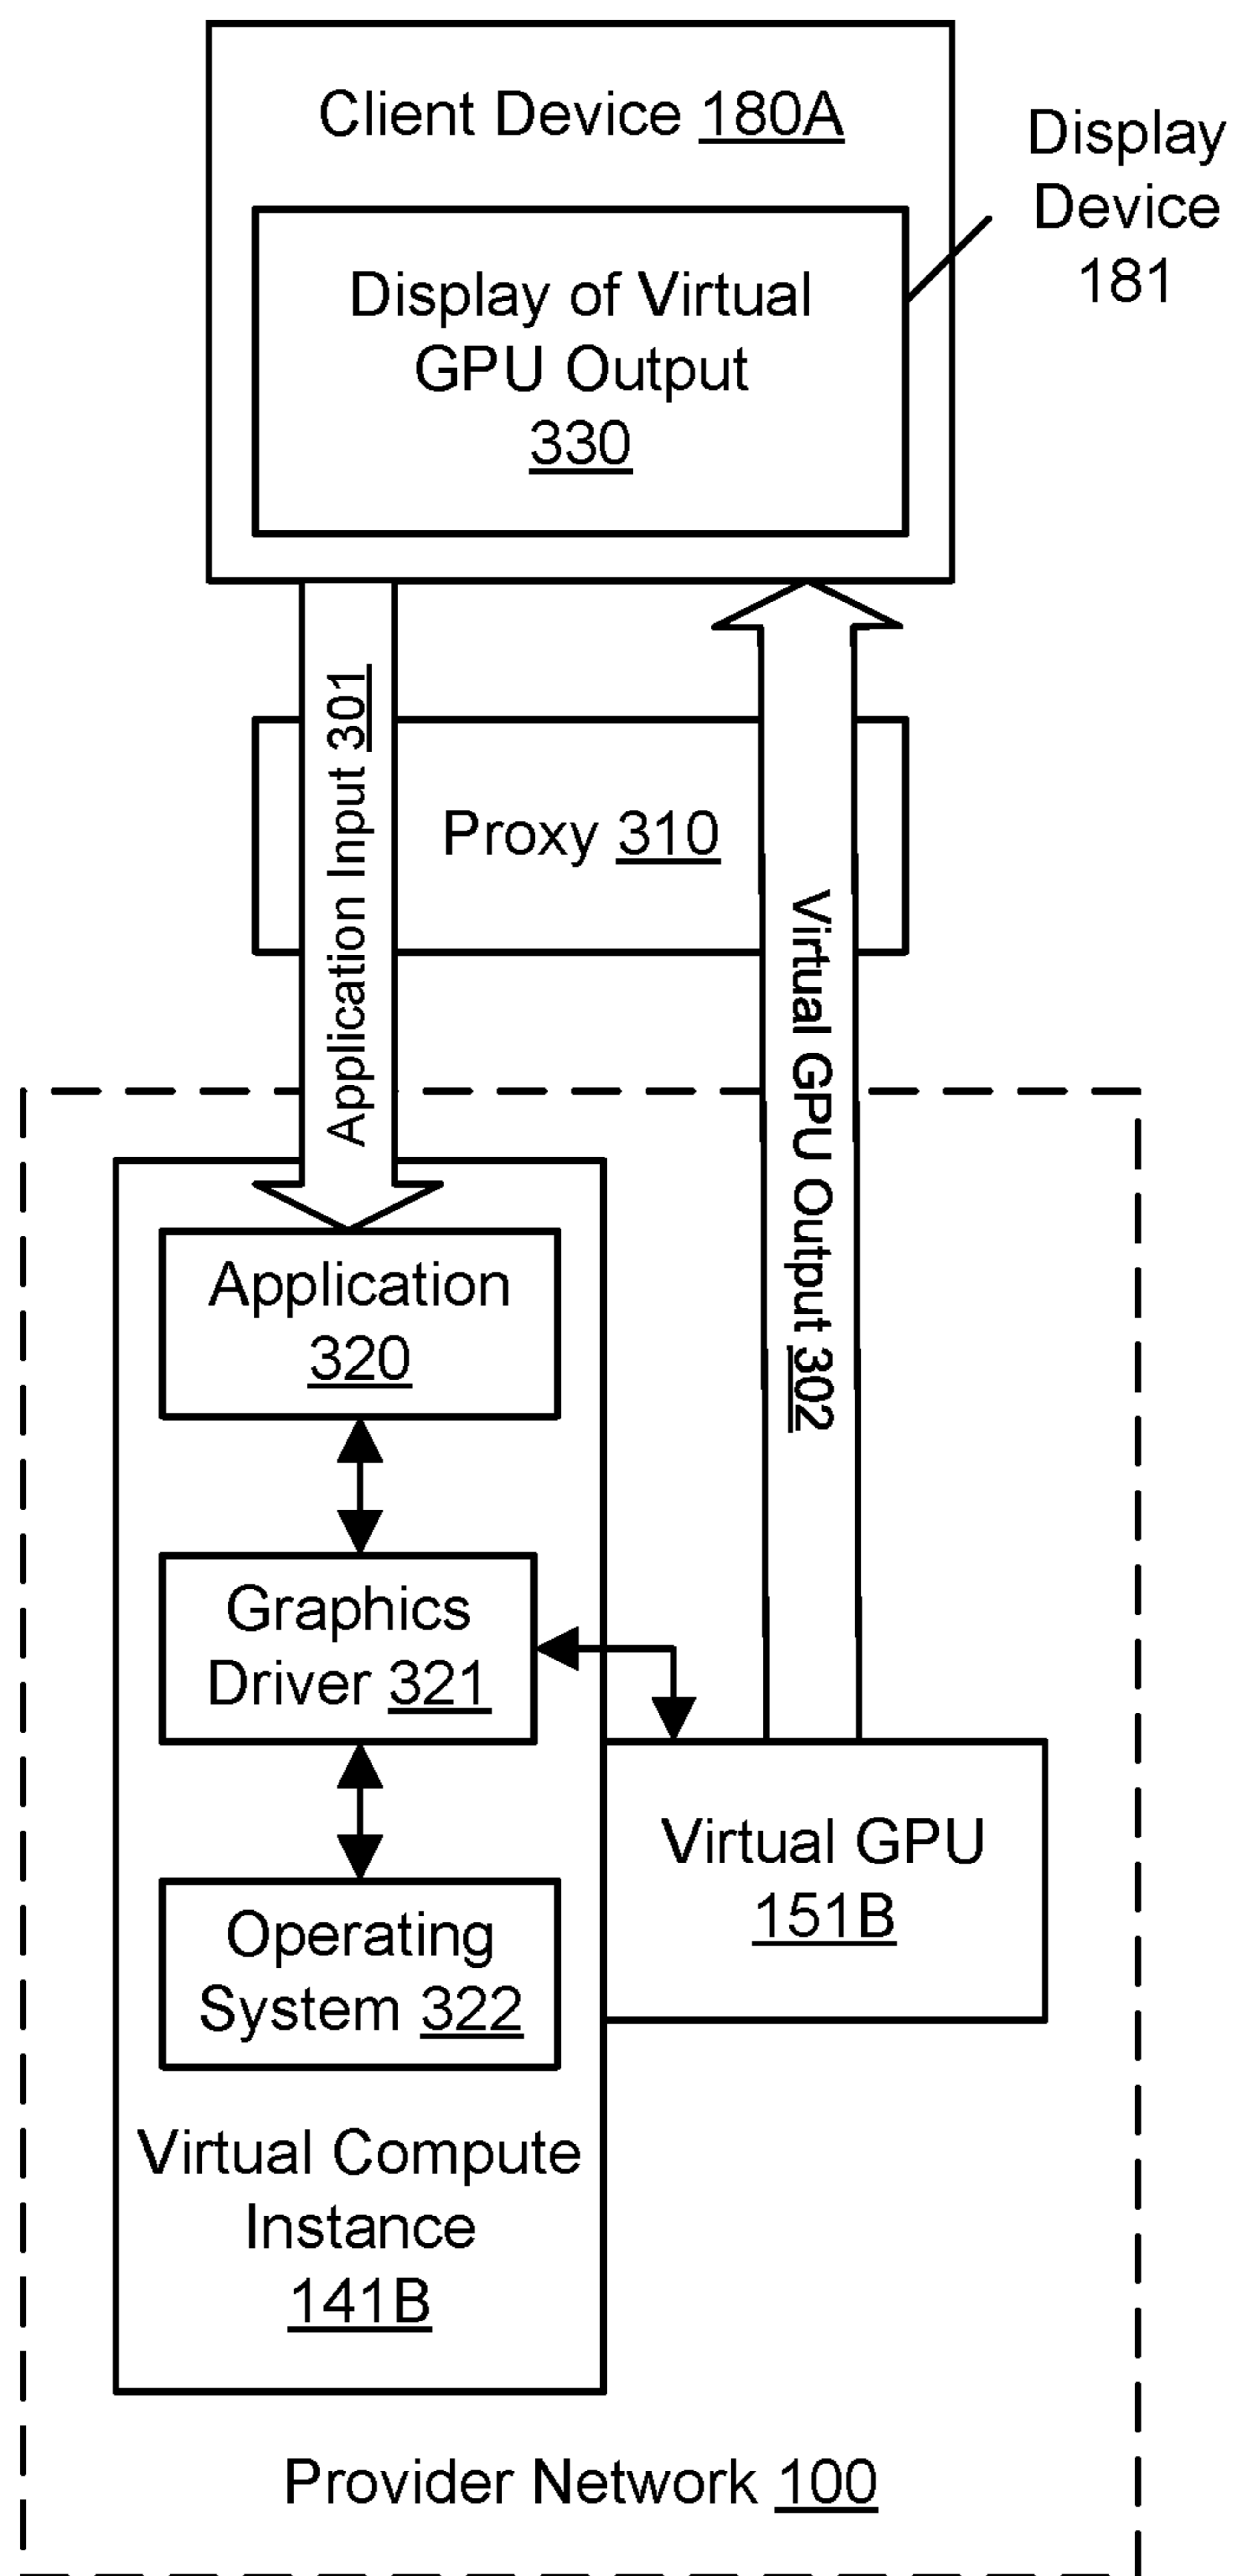 Client Device 180A
Display
Device
181
Display of Virtual
GPU Output
330
Application Input 301
Proxy 310
Virtual GPU Output 302
Application
320
Graphics
Driver 321
Virtual GPU
151B
Operating
System 322
Virtual Compute
Instance
141B
Provider Network 100